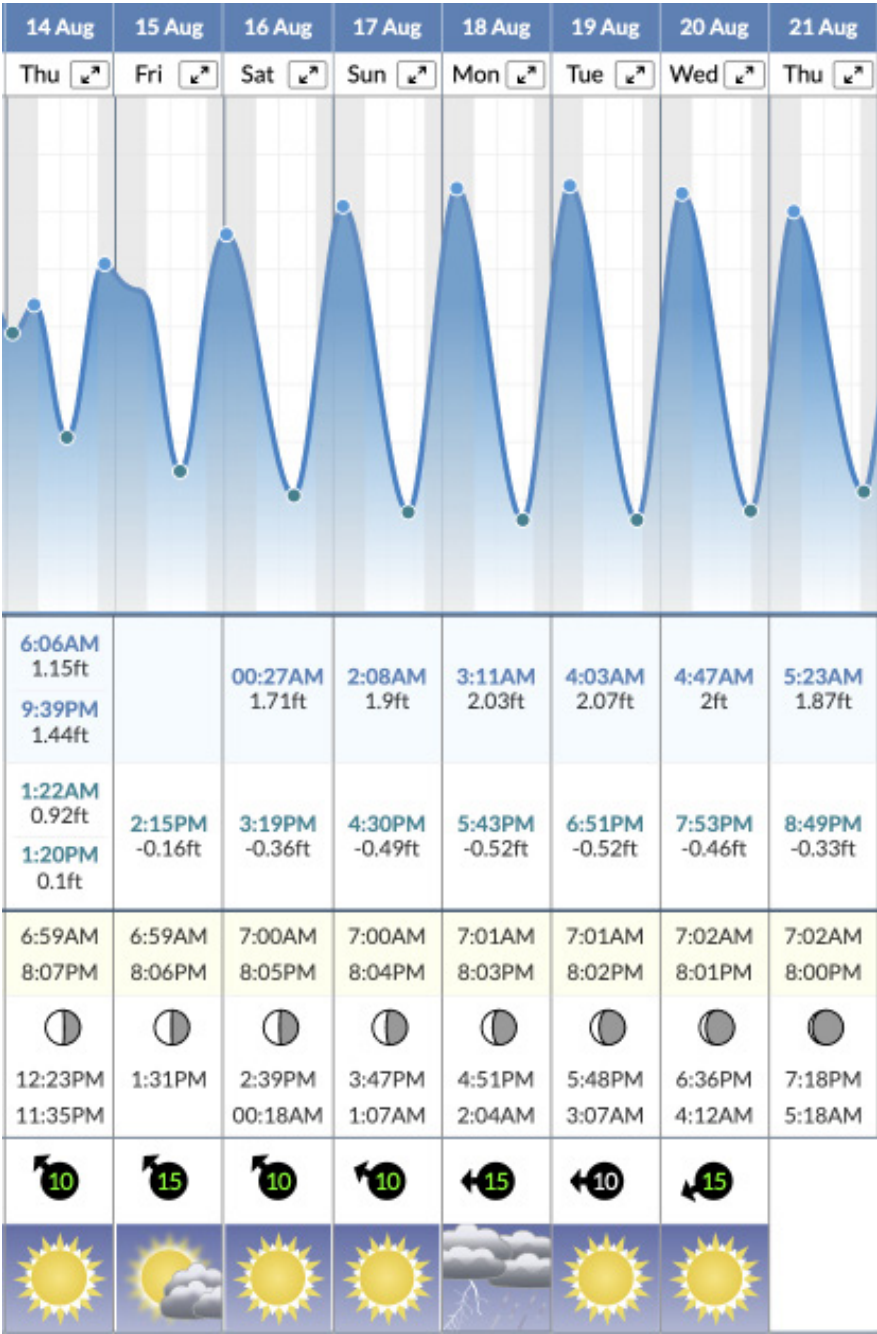 14 Aug 15 Aug 16 Aug 17 Aug 18 Aug 19 Aug 20 Aug 21 Aug
Thu Fri Sat Sun Mon Tue Wed Thu
6:06AM
1.15ft
9:39PM
1.44ft
00:27AM 2:08AM 3:11AM 4:03AM 4:47AM 5:23AM
1.71ft 1.9ft 2.03ft 2.07ft 2ft 1.87ft
1:22AM
0.92ft
1:20PM
0.1ft
2:15PM 3:19PM 4:30PM 5:43PM 6:51PM 7:53PM 8:49PM
-0.16ft -0.36ft -0.49ft -0.52ft -0.52ft -0.46ft -0.33ft
6:59AM 6:59AM 7:00AM 7:00AM 7:01AM 7:01AM 7:02AM 7:02AM
8:07PM 8:06PM 8:05PM 8:04PM 8:03PM 8:02PM 8:01PM 8:00PM
12:23PM 1:31PM 2:39PM 3:47PM 4:51PM 5:48PM 6:36PM 7:18PM
11:35PM 00:18AM 1:07AM 2:04AM 3:07AM 4:12AM 5:18AM
10 15 10 10 15 10 15